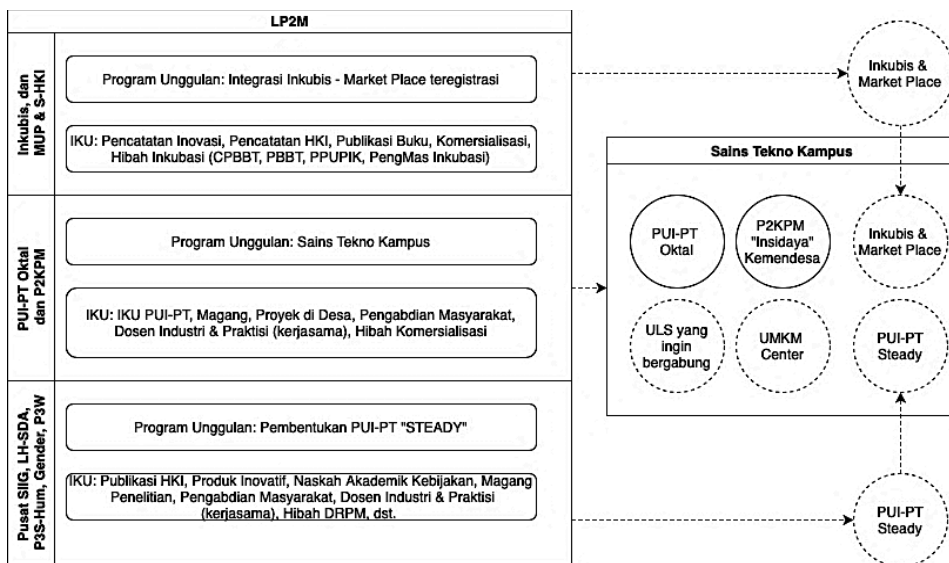 LP2M
Inkubis, dan
MUP & S-HKI
Program Unggulan: Integrasi Inkubis - Market Place teregistrasi
IKU: Pencatatan Inovasi, Pencatatan HKI, Publikasi Buku, Komersialisasi,
Hibah Inkubasi (CPBBT, PBBT, PPUPIK, PengMas Inkubasi)
PUI-PT Oktal
dan P2KPM
Program Unggulan: Sains Tekno Kampus
IKU: IKU PUI-PT, Magang, Proyek di Desa, Pengabdian Masyarakat,
Dosen Industri & Praktisi (kerjasama), Hibah Komersialisasi
Pusat SIIG, LH-SDA,
P3S-Hum, Gender, P3W
Program Unggulan: Pembentukan PUI-PT "STEADY"
IKU: Publikasi HKI, Produk Inovatif, Naskah Akademik Kebijakan, Magang
Penelitian, Pengabdian Masyarakat, Dosen Industri & Praktisi
(kerjasama), Hibah DRPM, dst.
Inkubis &
Market Place
Sains Tekno Kampus
PUI-PT
Oktal
P2KPM
"Insidaya"
Kemendesa
Inkubis &
Market Place
ULS yang
ingin
bergabung
UMKM
Center
PUI-PT
Steady
PUI-PT
Steady